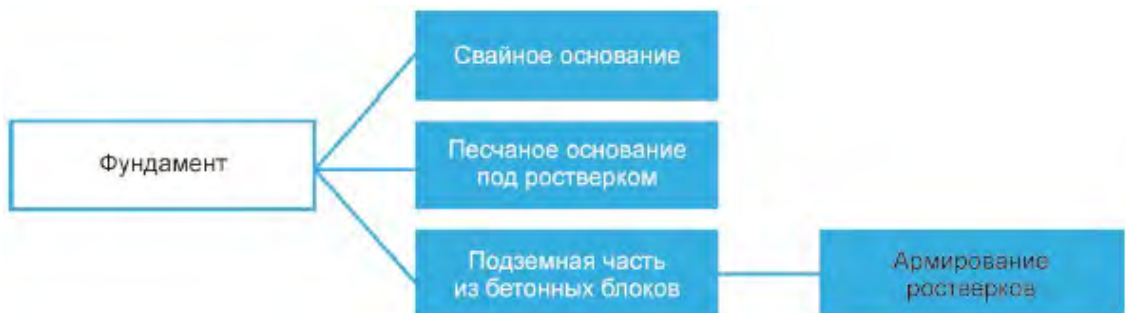 Свайное основание
Фундамент
Песчаное основание
под ростверком
Подземная часть
из бетонных блоков
Армирование
ростверков